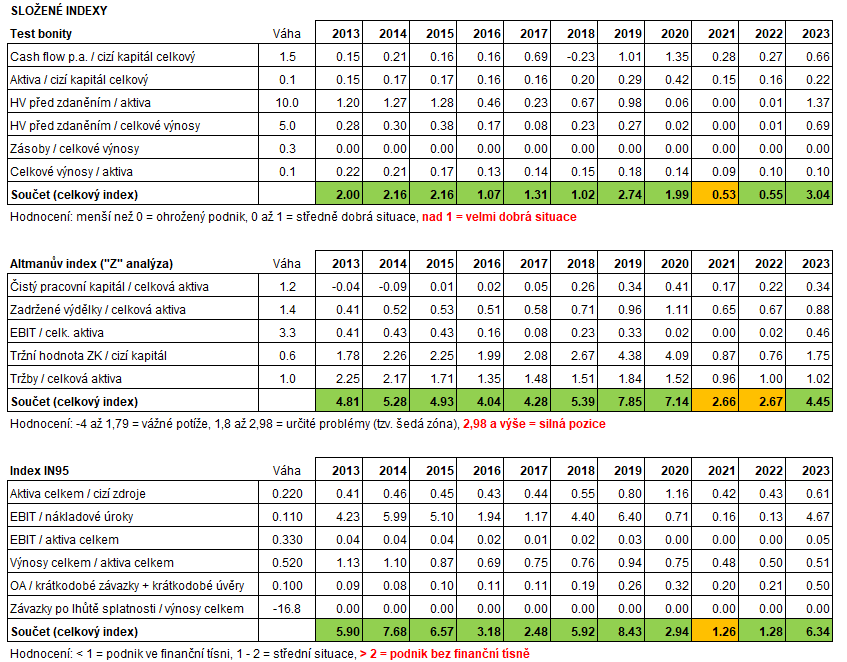 SLOŽENÉ INDEXY
Test bonity Váha 2013 2014 2015 2016 2017 2018 2019 2020 2021 2022 2023
Cash flow p.a. / cizí kapitál celkový 1.5 0.15 0.21 0.16 0.16 0.69 -0.23 1.01 1.35 0.28 0.27 0.66
Aktiva / cizí kapitál celkový 0.1 0.15 0.17 0.17 0.16 0.16 0.20 0.29 0.42 0.15 0.16 0.22
HV před zdaněním / aktiva 10.0 1.20 1.27 1.28 0.46 0.23 0.67 0.98 0.06 0.00 0.01 1.37
HV před zdaněním / celkové výnosy 5.0 0.28 0.30 0.38 0.17 0.08 0.23 0.27 0.02 0.00 0.01 0.69
Zásoby / celkové výnosy 0.3 0.00 0.00 0.00 0.00 0.00 0.00 0.00 0.00 0.00 0.00 0.00
Celkové výnosy / aktiva 0.1 0.22 0.21 0.17 0.13 0.14 0.15 0.18 0.14 0.09 0.10 0.10
Součet (celkový index) 2.00 2.16 2.16 1.07 1.31 1.02 2.74 1.99 0.53 0.55 3.04
Hodnocení: menší než 0 = ohrožený podnik, 0 až 1 = středně dobrá situace, nad 1 = velmi dobrá situace
Altmanův index ("Z" analýza) Váha 2013 2014 2015 2016 2017 2018 2019 2020 2021 2022 2023
Čistý pracovní kapitál / celková aktiva 1.2 -0.04 -0.09 0.01 0.02 0.05 0.26 0.34 0.41 0.17 0.22 0.34
Zadržené výdělky / celková aktiva 1.4 0.41 0.52 0.53 0.51 0.58 0.71 0.96 1.11 0.65 0.67 0.88
EBIT / celk. aktiva 3.3 0.41 0.43 0.43 0.16 0.08 0.23 0.33 0.02 0.00 0.02 0.46
Tržní hodnota ZK / cizí kapitál 0.6 1.78 2.26 2.25 1.99 2.08 2.67 4.38 4.09 0.87 0.76 1.75
Tržby / celková aktiva 1.0 2.25 2.17 1.71 1.35 1.48 1.51 1.84 1.52 0.96 1.00 1.02
Součet (celkový index) 4.81 5.28 4.93 4.04 4.28 5.39 7.85 7.14 2.66 2.67 4.45
Hodnocení: -4 až 1,79 = vážné potíže, 1,8 až 2,98 = určité problémy (tzv. šedá zóna), 2,98 a výše = silná pozice
Index IN95 Váha 2013 2014 2015 2016 2017 2018 2019 2020 2021 2022 2023
Aktiva celkem / cizí zdroje 0.220 0.41 0.46 0.45 0.43 0.44 0.55 0.80 1.16 0.42 0.43 0.61
EBIT / nákladové úroky 0.110 4.23 5.99 5.10 1.94 1.17 4.40 6.40 0.71 0.16 0.13 4.67
EBIT / aktiva celkem 0.330 0.04 0.04 0.04 0.02 0.01 0.02 0.03 0.00 0.00 0.00 0.05
Výnosy celkem / aktiva celkem 0.520 1.13 1.10 0.87 0.69 0.75 0.76 0.94 0.75 0.48 0.50 0.51
OA / krátkodobé závazky + krátkodobé úvěry 0.100 0.09 0.08 0.10 0.11 0.11 0.19 0.26 0.32 0.20 0.21 0.50
Závazky po lhůtě splatnosti / výnosy celkem -16.8 0.00 0.00 0.00 0.00 0.00 0.00 0.00 0.00 0.00 0.00 0.00
Součet (celkový index) 5.90 7.68 6.57 3.18 2.48 5.92 8.43 2.94 1.26 1.28 6.34
Hodnocení: < 1 = podnik ve finanční tísni, 1 - 2 = střední situace, > 2 = podnik bez finanční tísně